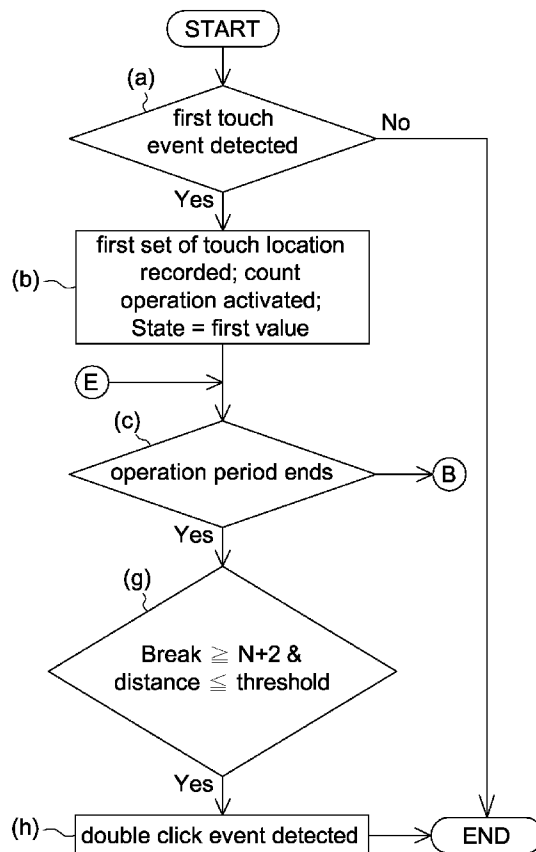 START
(a)
first touch
event detected
No
Yes
first set of touch location
recorded; count
operation activated;
State = first value
(b)
E
(c)
operation period ends
B
Yes
(g)
Break ≧ N+2 &
distance ≦ threshold
Yes
(h)
double click event detected
END